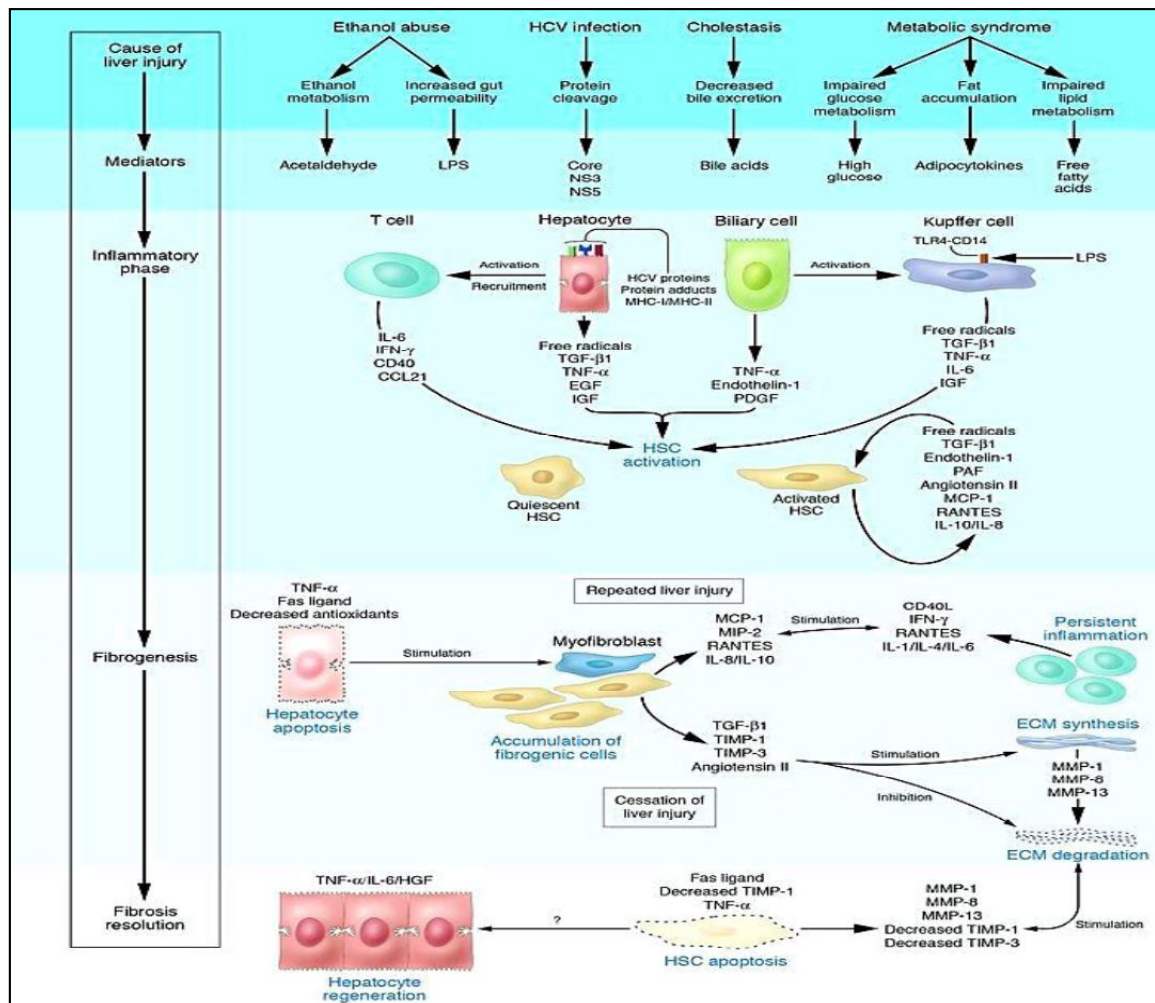 Cause of
liver injury
Mediators
Inflammatory
phase
Fibrogenesis
Fibrosis
resolution
Ethanol abuse
HCV infection
Cholestasis
Metabolic syndrome
Ethanol
metabolism
Increased gut
permeability
Protein
cleavage
Decreased
bile excretion
Impaired
glucose
metabolism
Fat
accumulation
Impaired
lipid
metabolism
Acetaldehyde
LPS
Core
NS3
NS5
Bile acids
High
glucose
Adipocytokines
Free
fatty
acids
T cell
Hepatocyte
Biliary cell
Kupffer cell
TLR4-CD14
LPS
Activation
Recruitment
HCV proteins
Protein adducts
MHC-I/MHC-II
Activation
IL-6
IFN-γ
CD40
CCL21
Free radicals
TGF-β1
TNF-α
EGF
IGF
TNF-α
Endothelin-1
PDGF
Free radicals
TGF-β1
TNF-α
IL-6
IGF
HSC
activation
Quiescent
HSC
Activated
HSC
Free radicals
TGF-β1
Endothelin-1
PAF
Angiotensin II
MCP-1
RANTES
IL-10/IL-8
Repeated liver injury
TNF-α
Fas ligand
Decreased antioxidants
Stimulation
Hepatocyte
apoptosis
Myofibroblast
Accumulation of
fibrogenic cells
MCP-1
MIP-2
RANTES
IL-8/IL-10
Stimulation
CD40L
IFN-γ
RANTES
IL-1/IL-4/IL-6
Persistent
inflammation
TGF-β1
TIMP-1
TIMP-3
Angiotensin II
Stimulation
Inhibition
ECM synthesis
MMP-1
MMP-8
MMP-13
Cessation of
liver injury
ECM degradation
TNF-α/IL-6/HGF
Hepatocyte
regeneration
?
Fas ligand
Decreased TIMP-1
TNF-α
HSC apoptosis
MMP-1
MMP-8
MMP-13
Decreased TIMP-1
Decreased TIMP-3
Stimulation